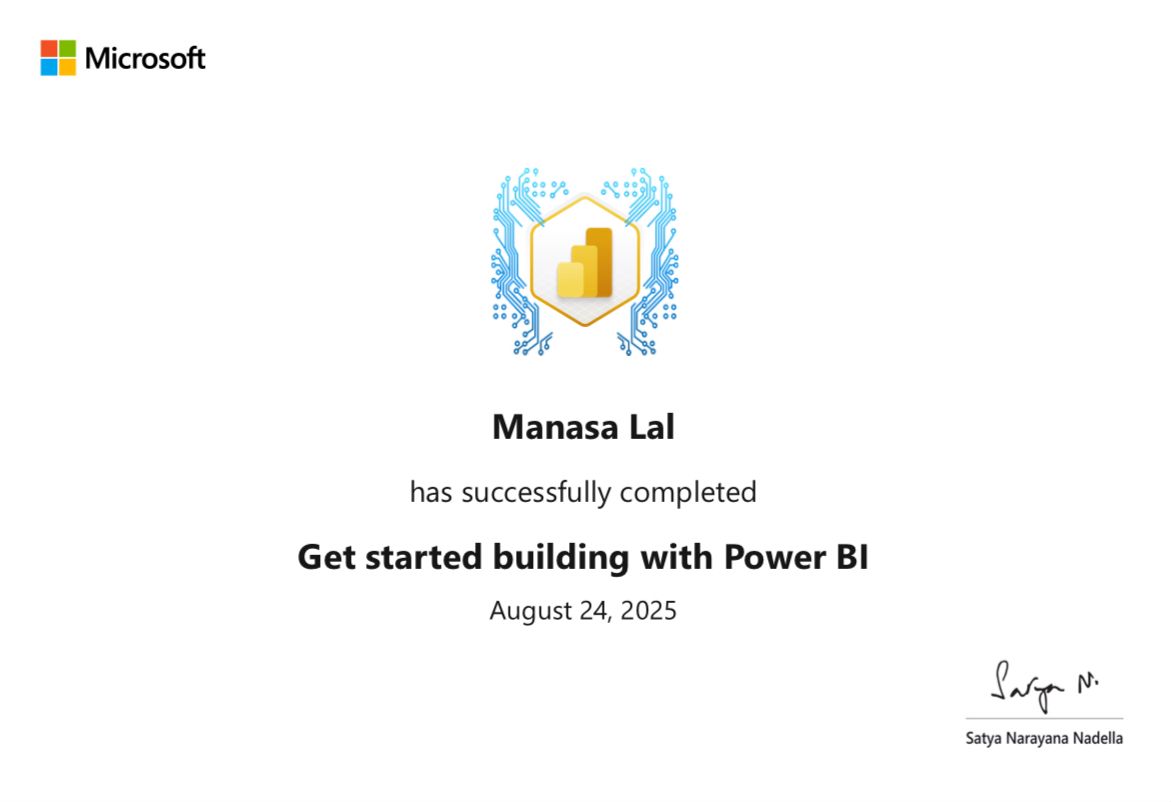 Microsoft
Manasa Lal
has successfully completed
Get started building with Power BI
August 24, 2025
Satya N.
Satya Narayana Nadella